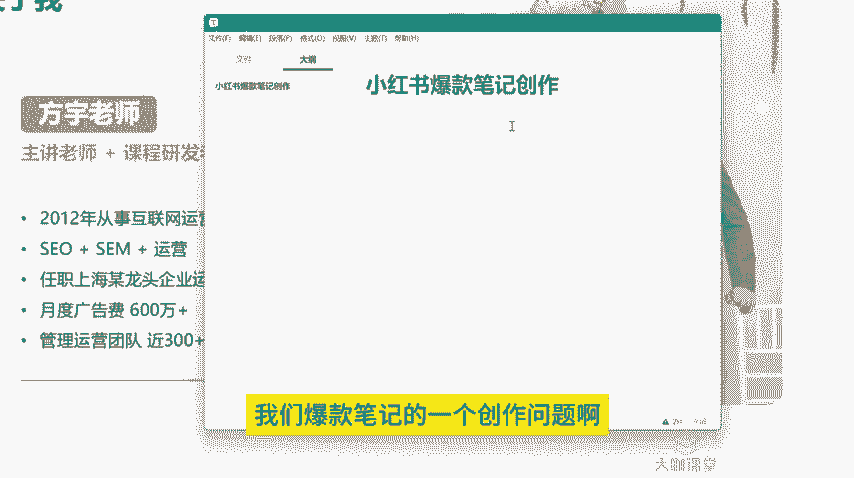 关于我
文件(F) 编辑(E) 段落(P) 格式(O) 视图(V) 主题(T) 帮助(H)
文件
大纲
小红书爆款笔记创作
小红书爆款笔记创作
方宇老师
主讲老师 + 课程研发
2012年从事互联网运营
SEO + SEM + 运营
任职上海某龙头企业运
月度广告费 600万+
管理运营团队 近300+
我们爆款笔记的一个创作问题啊
大咖课堂